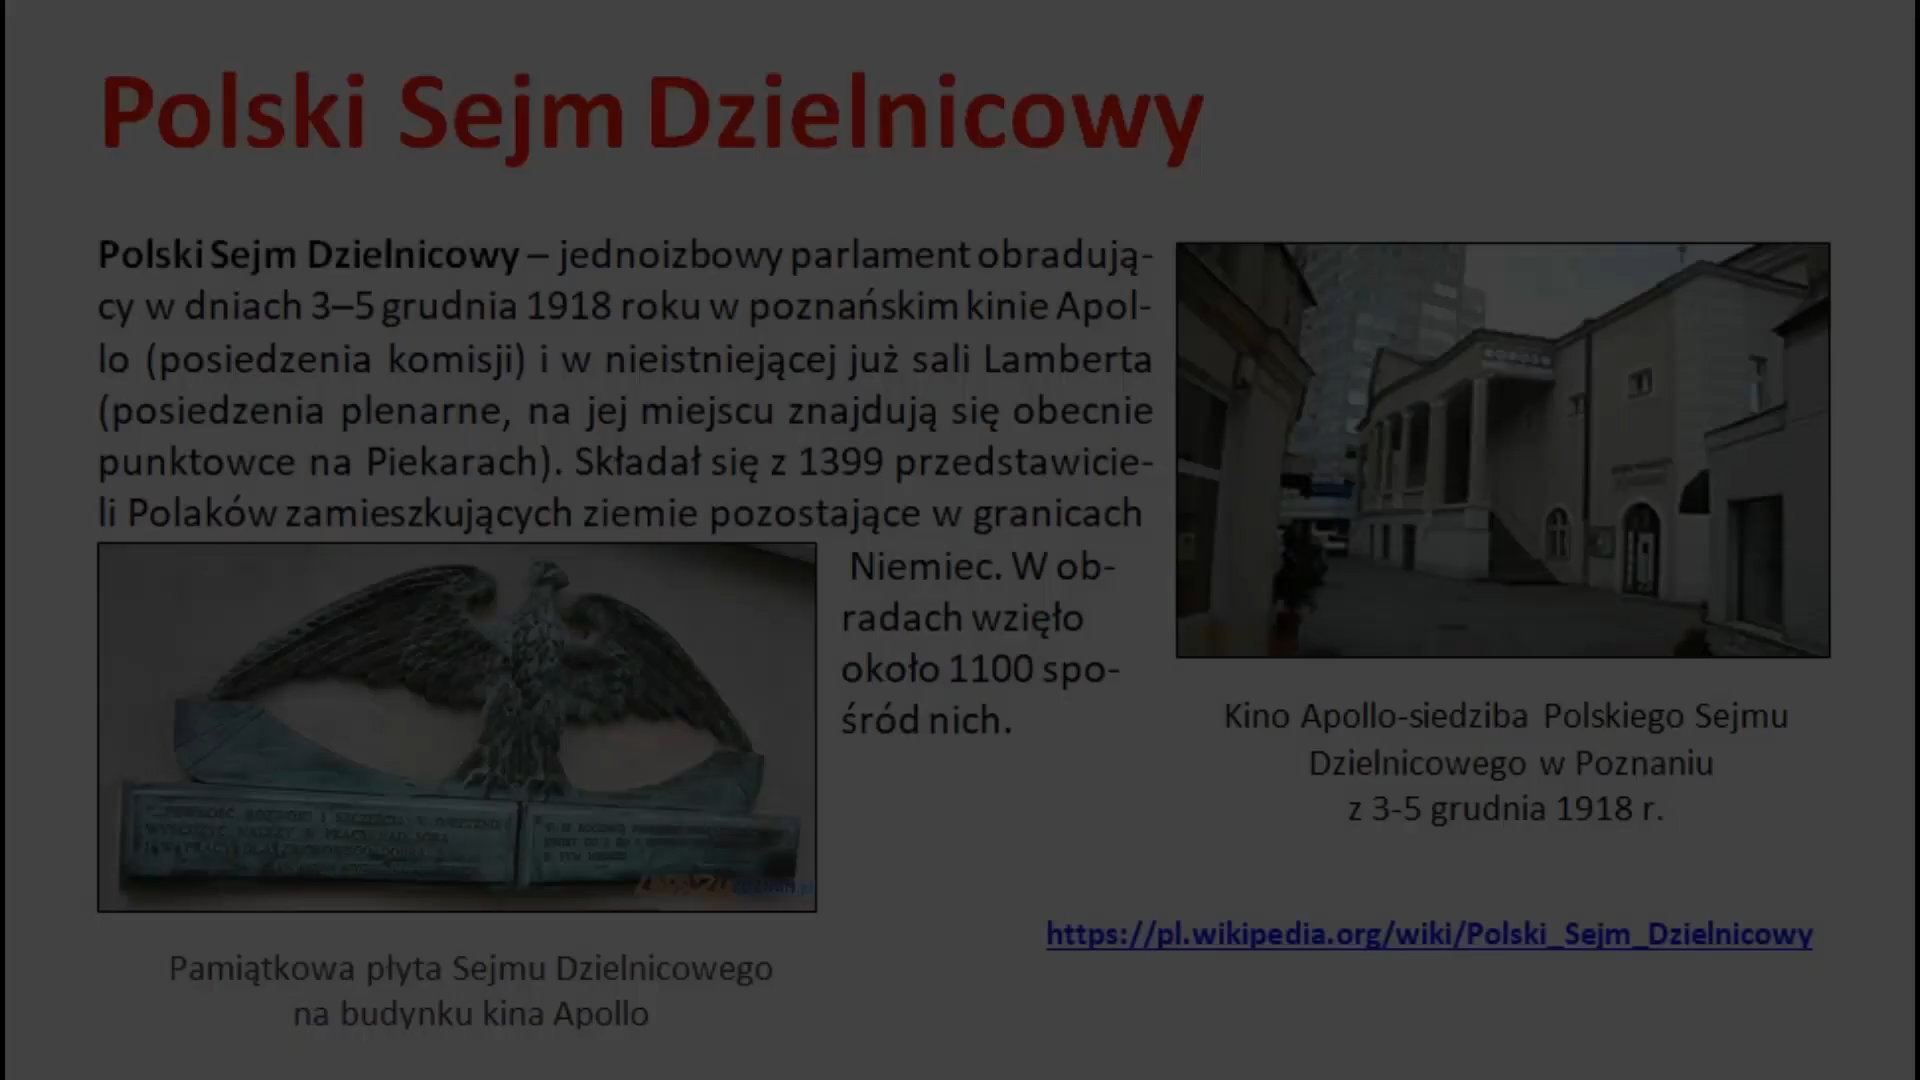 Polski Sejm Dzielnicowy
Polski Sejm Dzielnicowy – jednoizbowy parlament obradują-
cy w dniach 3–5 grudnia 1918 roku w poznańskim kinie Apol-
lo (posiedzenia komisji) i w nieistniejącej już sali Lamberta
(posiedzenia plenarne, na jej miejscu znajdują się obecnie
punktowce na Piekarach). Składał się z 1399 przedstawicie-
li Polaków zamieszkujących ziemie pozostające w granicach
Niemiec. W ob-
radach wzięło
około 1100 spo-
śród nich.
Kino Apollo-siedziba Polskiego Sejmu
Dzielnicowego w Poznaniu
z 3-5 grudnia 1918 r.
https://pl.wikipedia.org/wiki/Polski_Sejm_Dzielnicowy
Pamiątkowa płyta Sejmu Dzielnicowego
na budynku kina Apollo